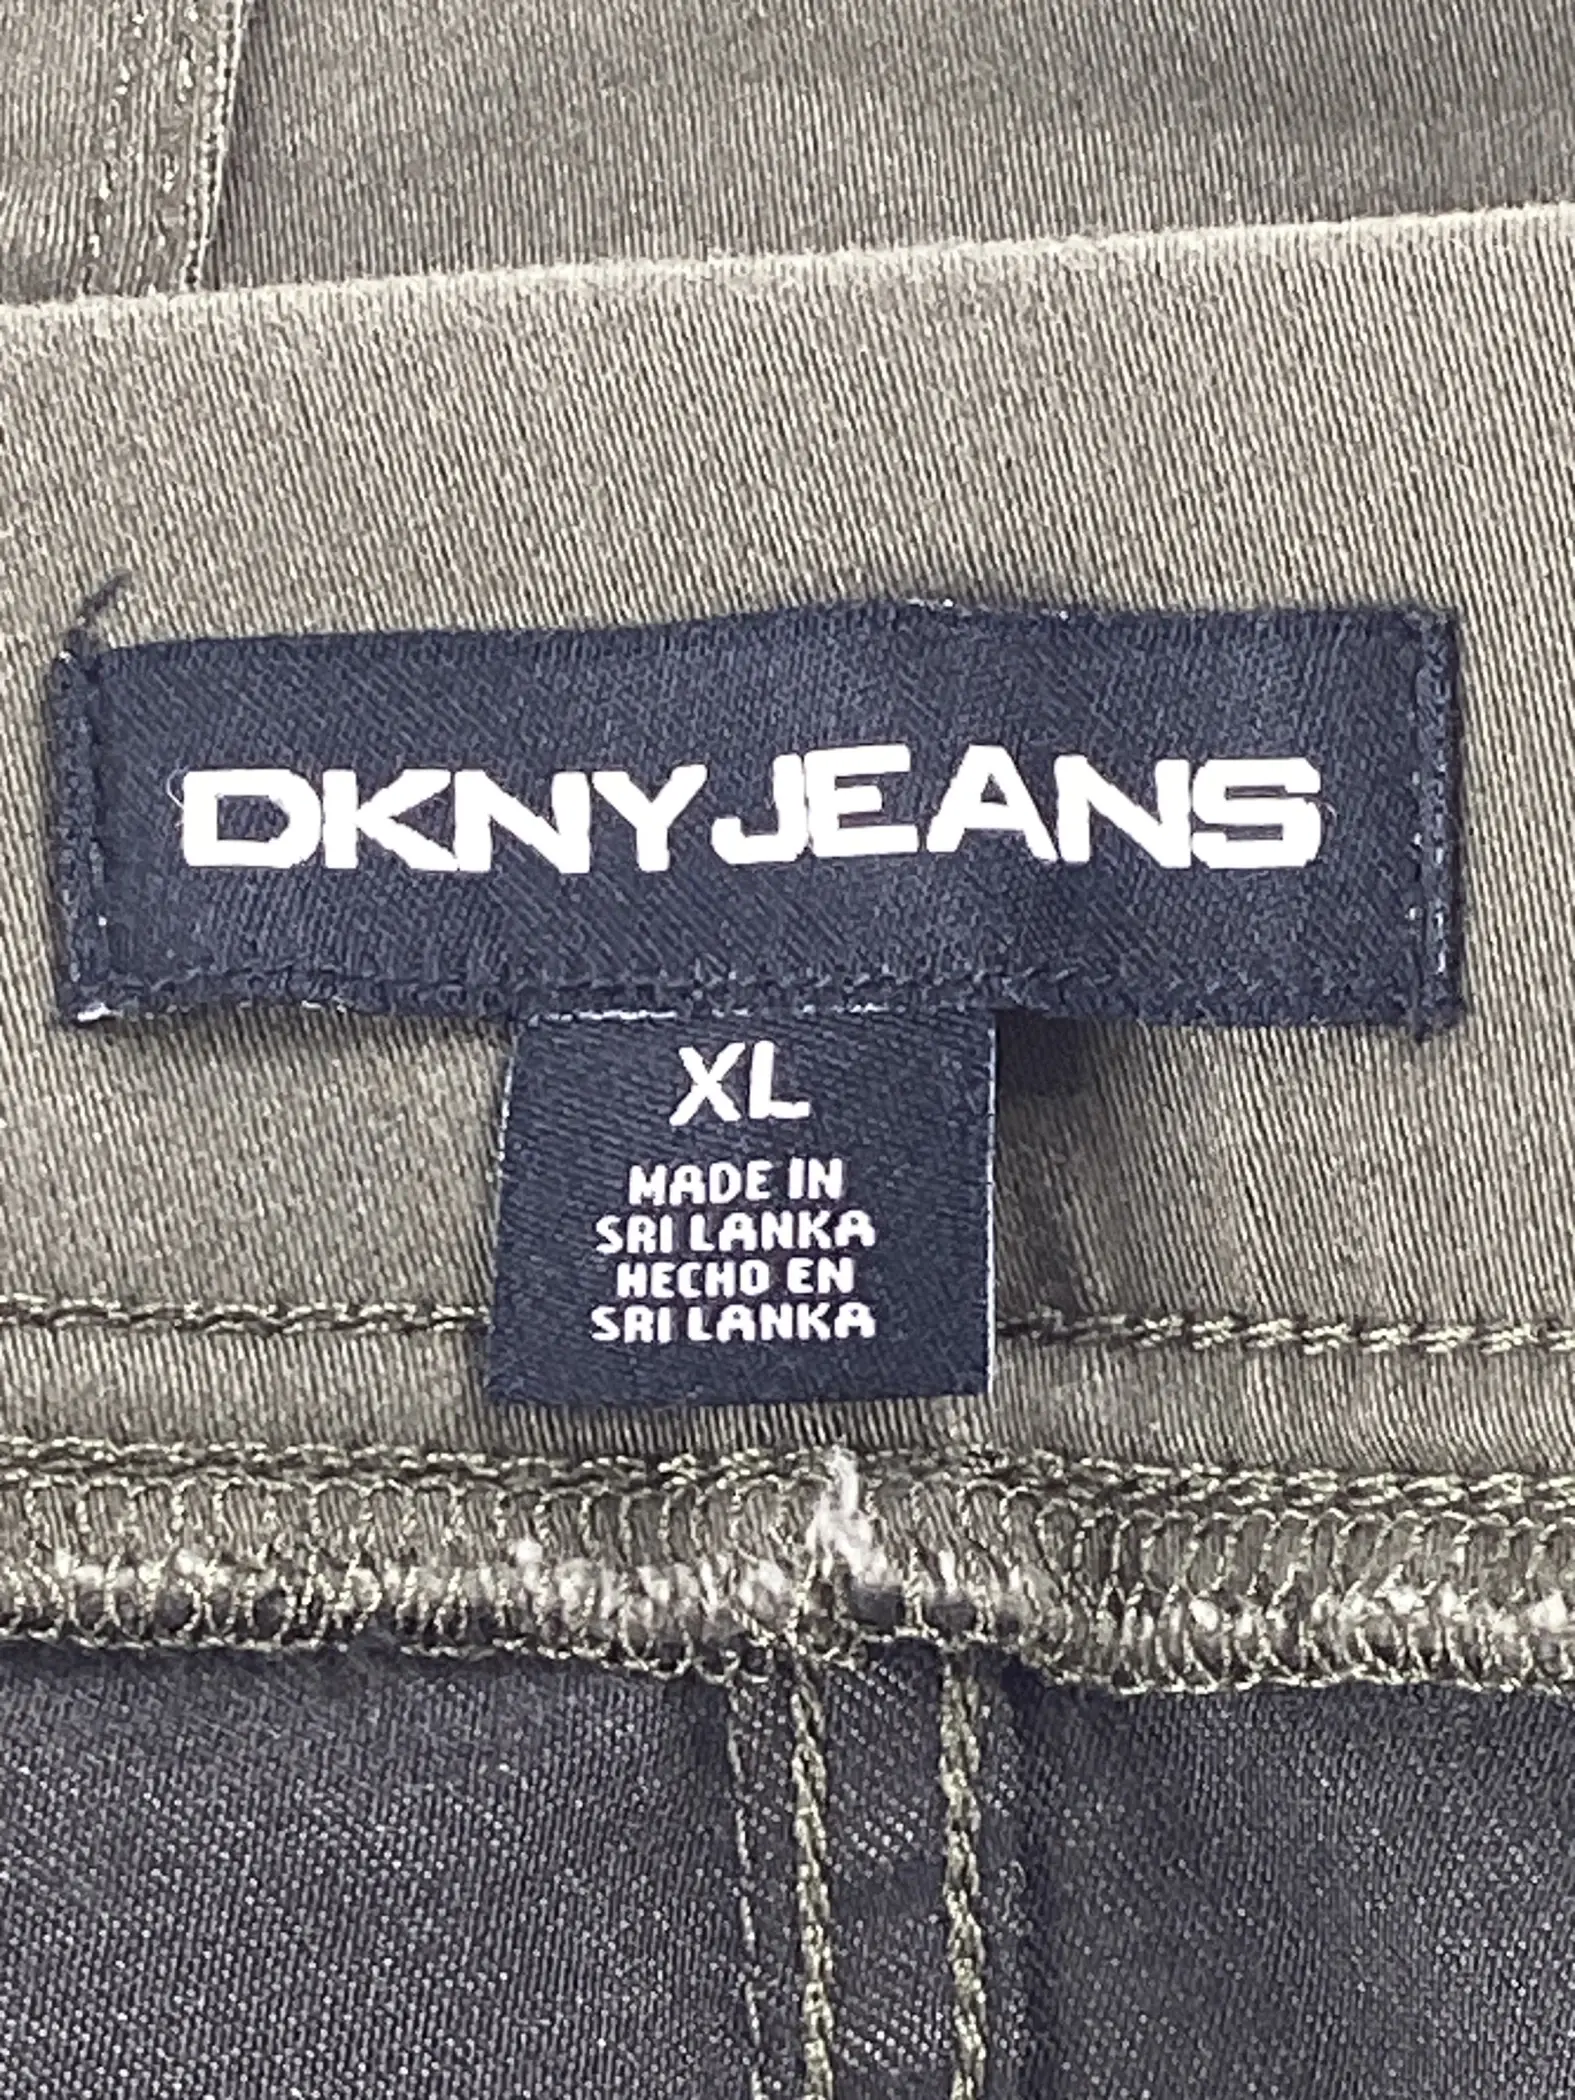 DKNY JEANS
XL
MADE IN
SRI LANKA
HECHO EN
SRI LANKA